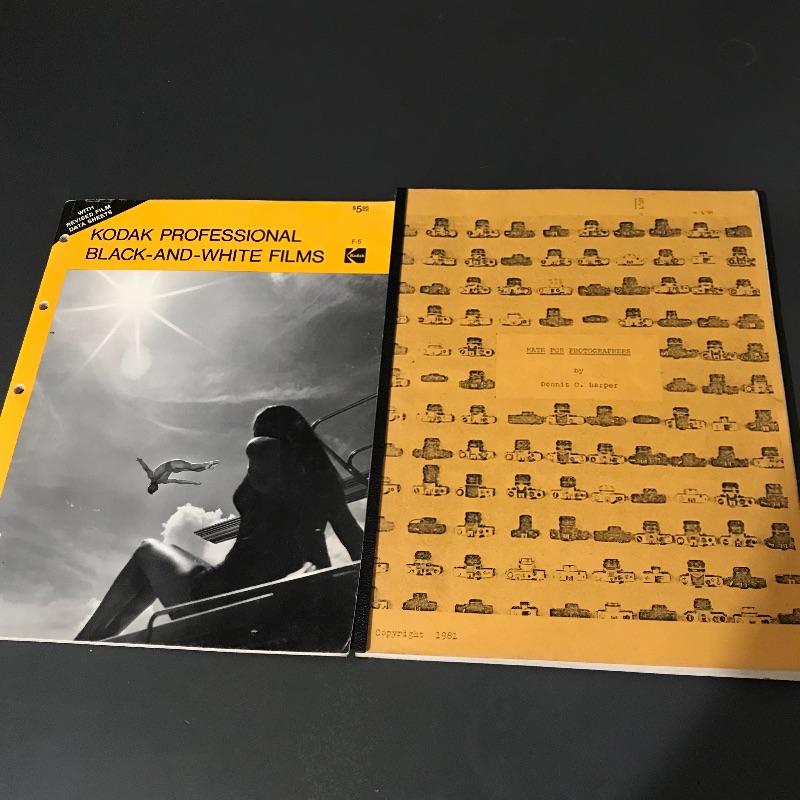 WITH
REVISED FILM
DATA SHEETS
$5.95
KODAK PROFESSIONAL
BLACK-AND-WHITE FILMS
F-5
Kodak
MATH FOR PHOTOGRAPHERS
by
Dennis O. Harper
Copyright 1981